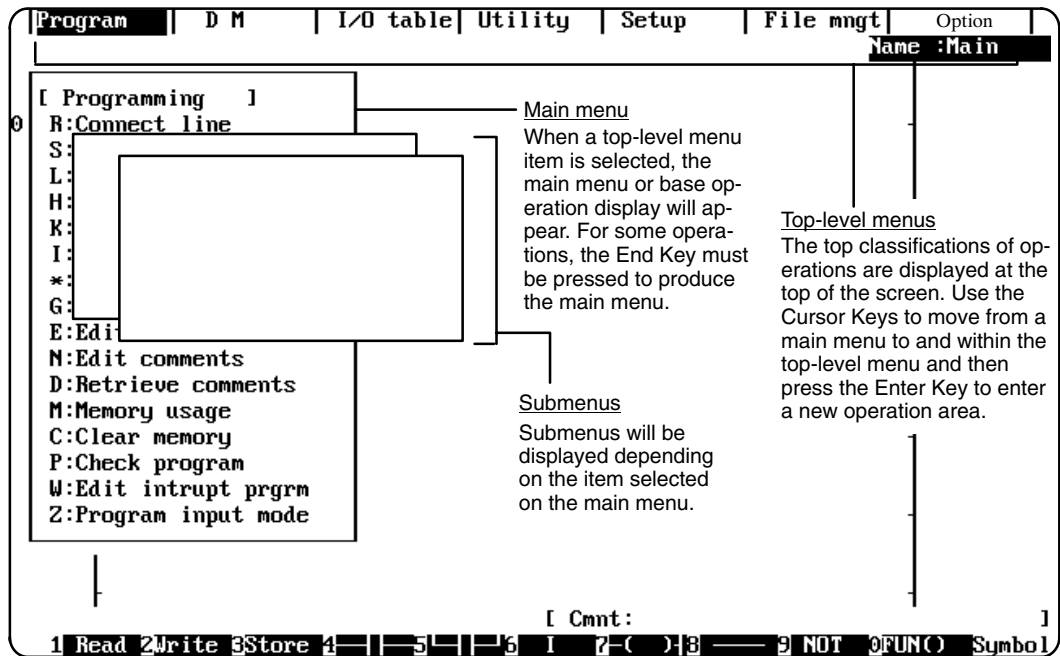 Program D M I/O table Utility Setup File mngt Option
Name :Main
[ Programming ]
0 R:Connect line
S:
L:
H:
K:
I:
*:
G:
E:Edi
N:Edit comments
D:Retrieve comments
M:Memory usage
C:Clear memory
P:Check program
W:Edit intrupt prgrm
Z:Program input mode
Main menu
When a top-level menu
item is selected, the
main menu or base op-
eration display will ap-
pear. For some opera-
tions, the End Key must
be pressed to produce
the main menu.
Submenus
Submenus will be
displayed depending
on the item selected
on the main menu.
Top-level menus
The top classifications of op-
erations are displayed at the
top of the screen. Use the
Cursor Keys to move from a
main menu to and within the
top-level menu and then
press the Enter Key to enter
a new operation area.
[ Cmnt: ]
1 Read 2Write 3Store 4 5 6 I 7-( )-8 9 NOT 0FUN() Symbol